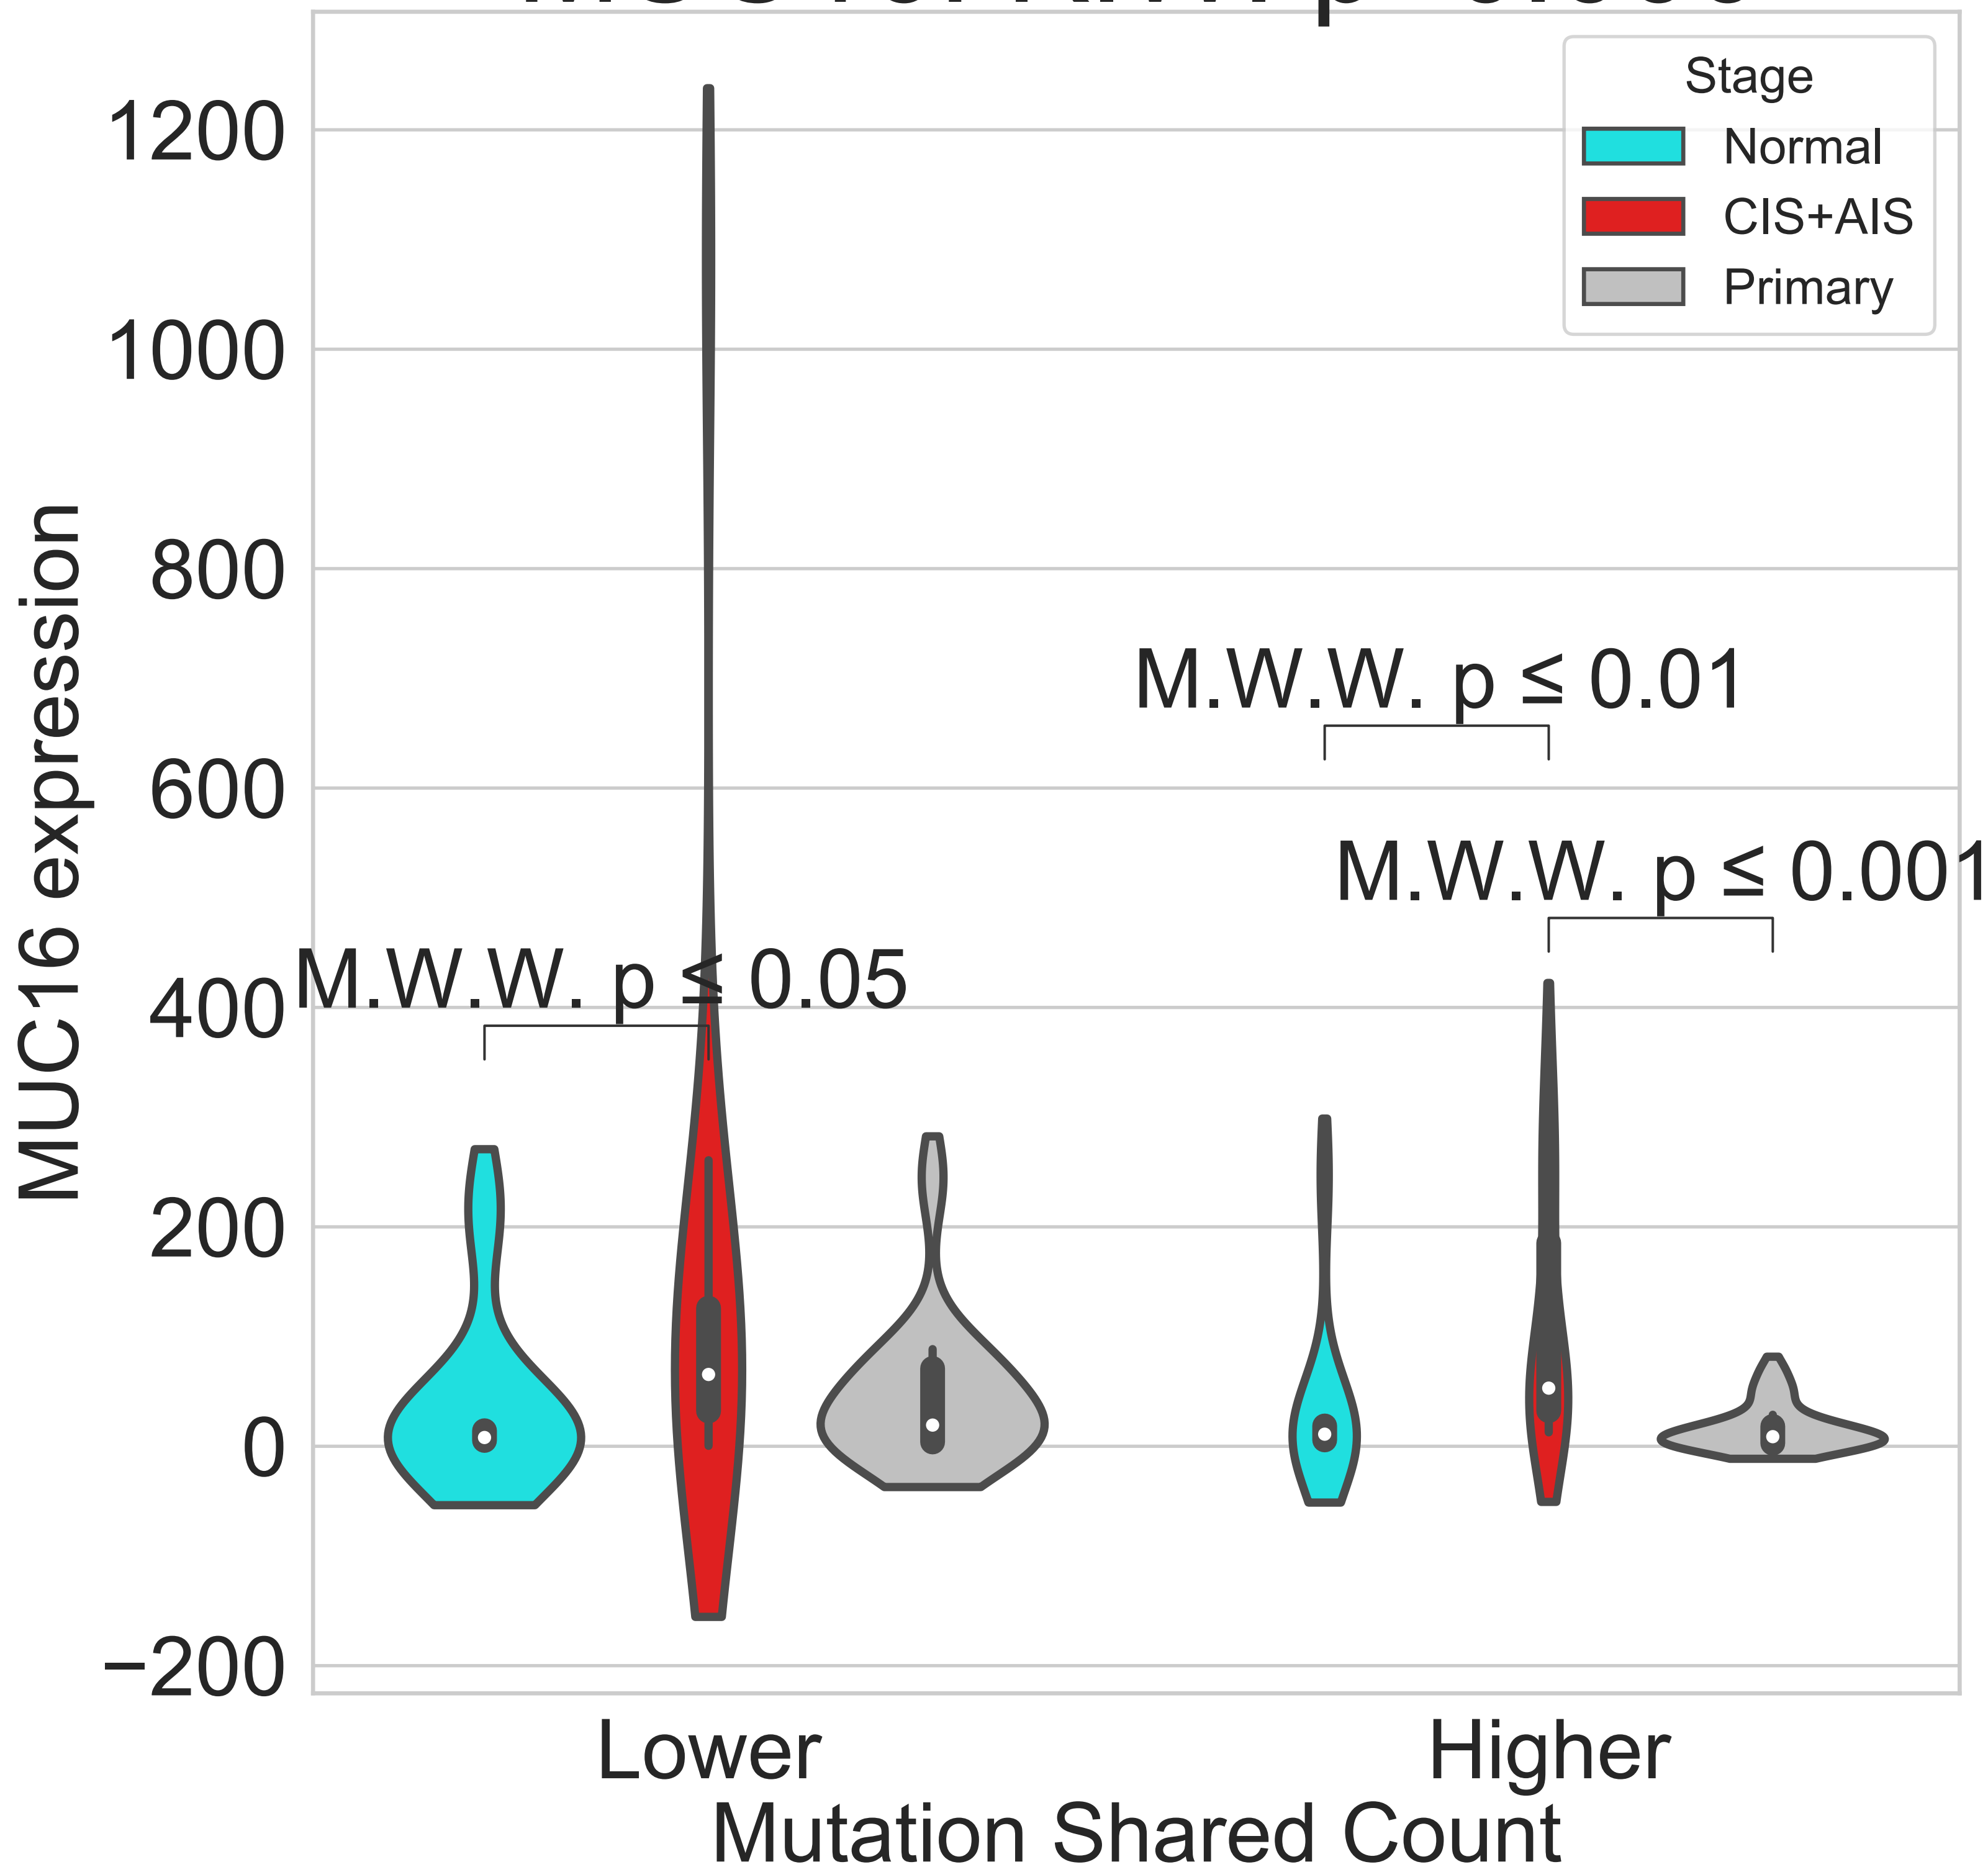 Stage
Normal
CIS+AIS
Primary
1200
1000
800
600
400
200
0
−200
MUC16 expression
M.W.W. p ≤ 0.01
M.W.W. p ≤ 0.001
M.W.W. p ≤ 0.05
Lower
Higher
Mutation Shared Count